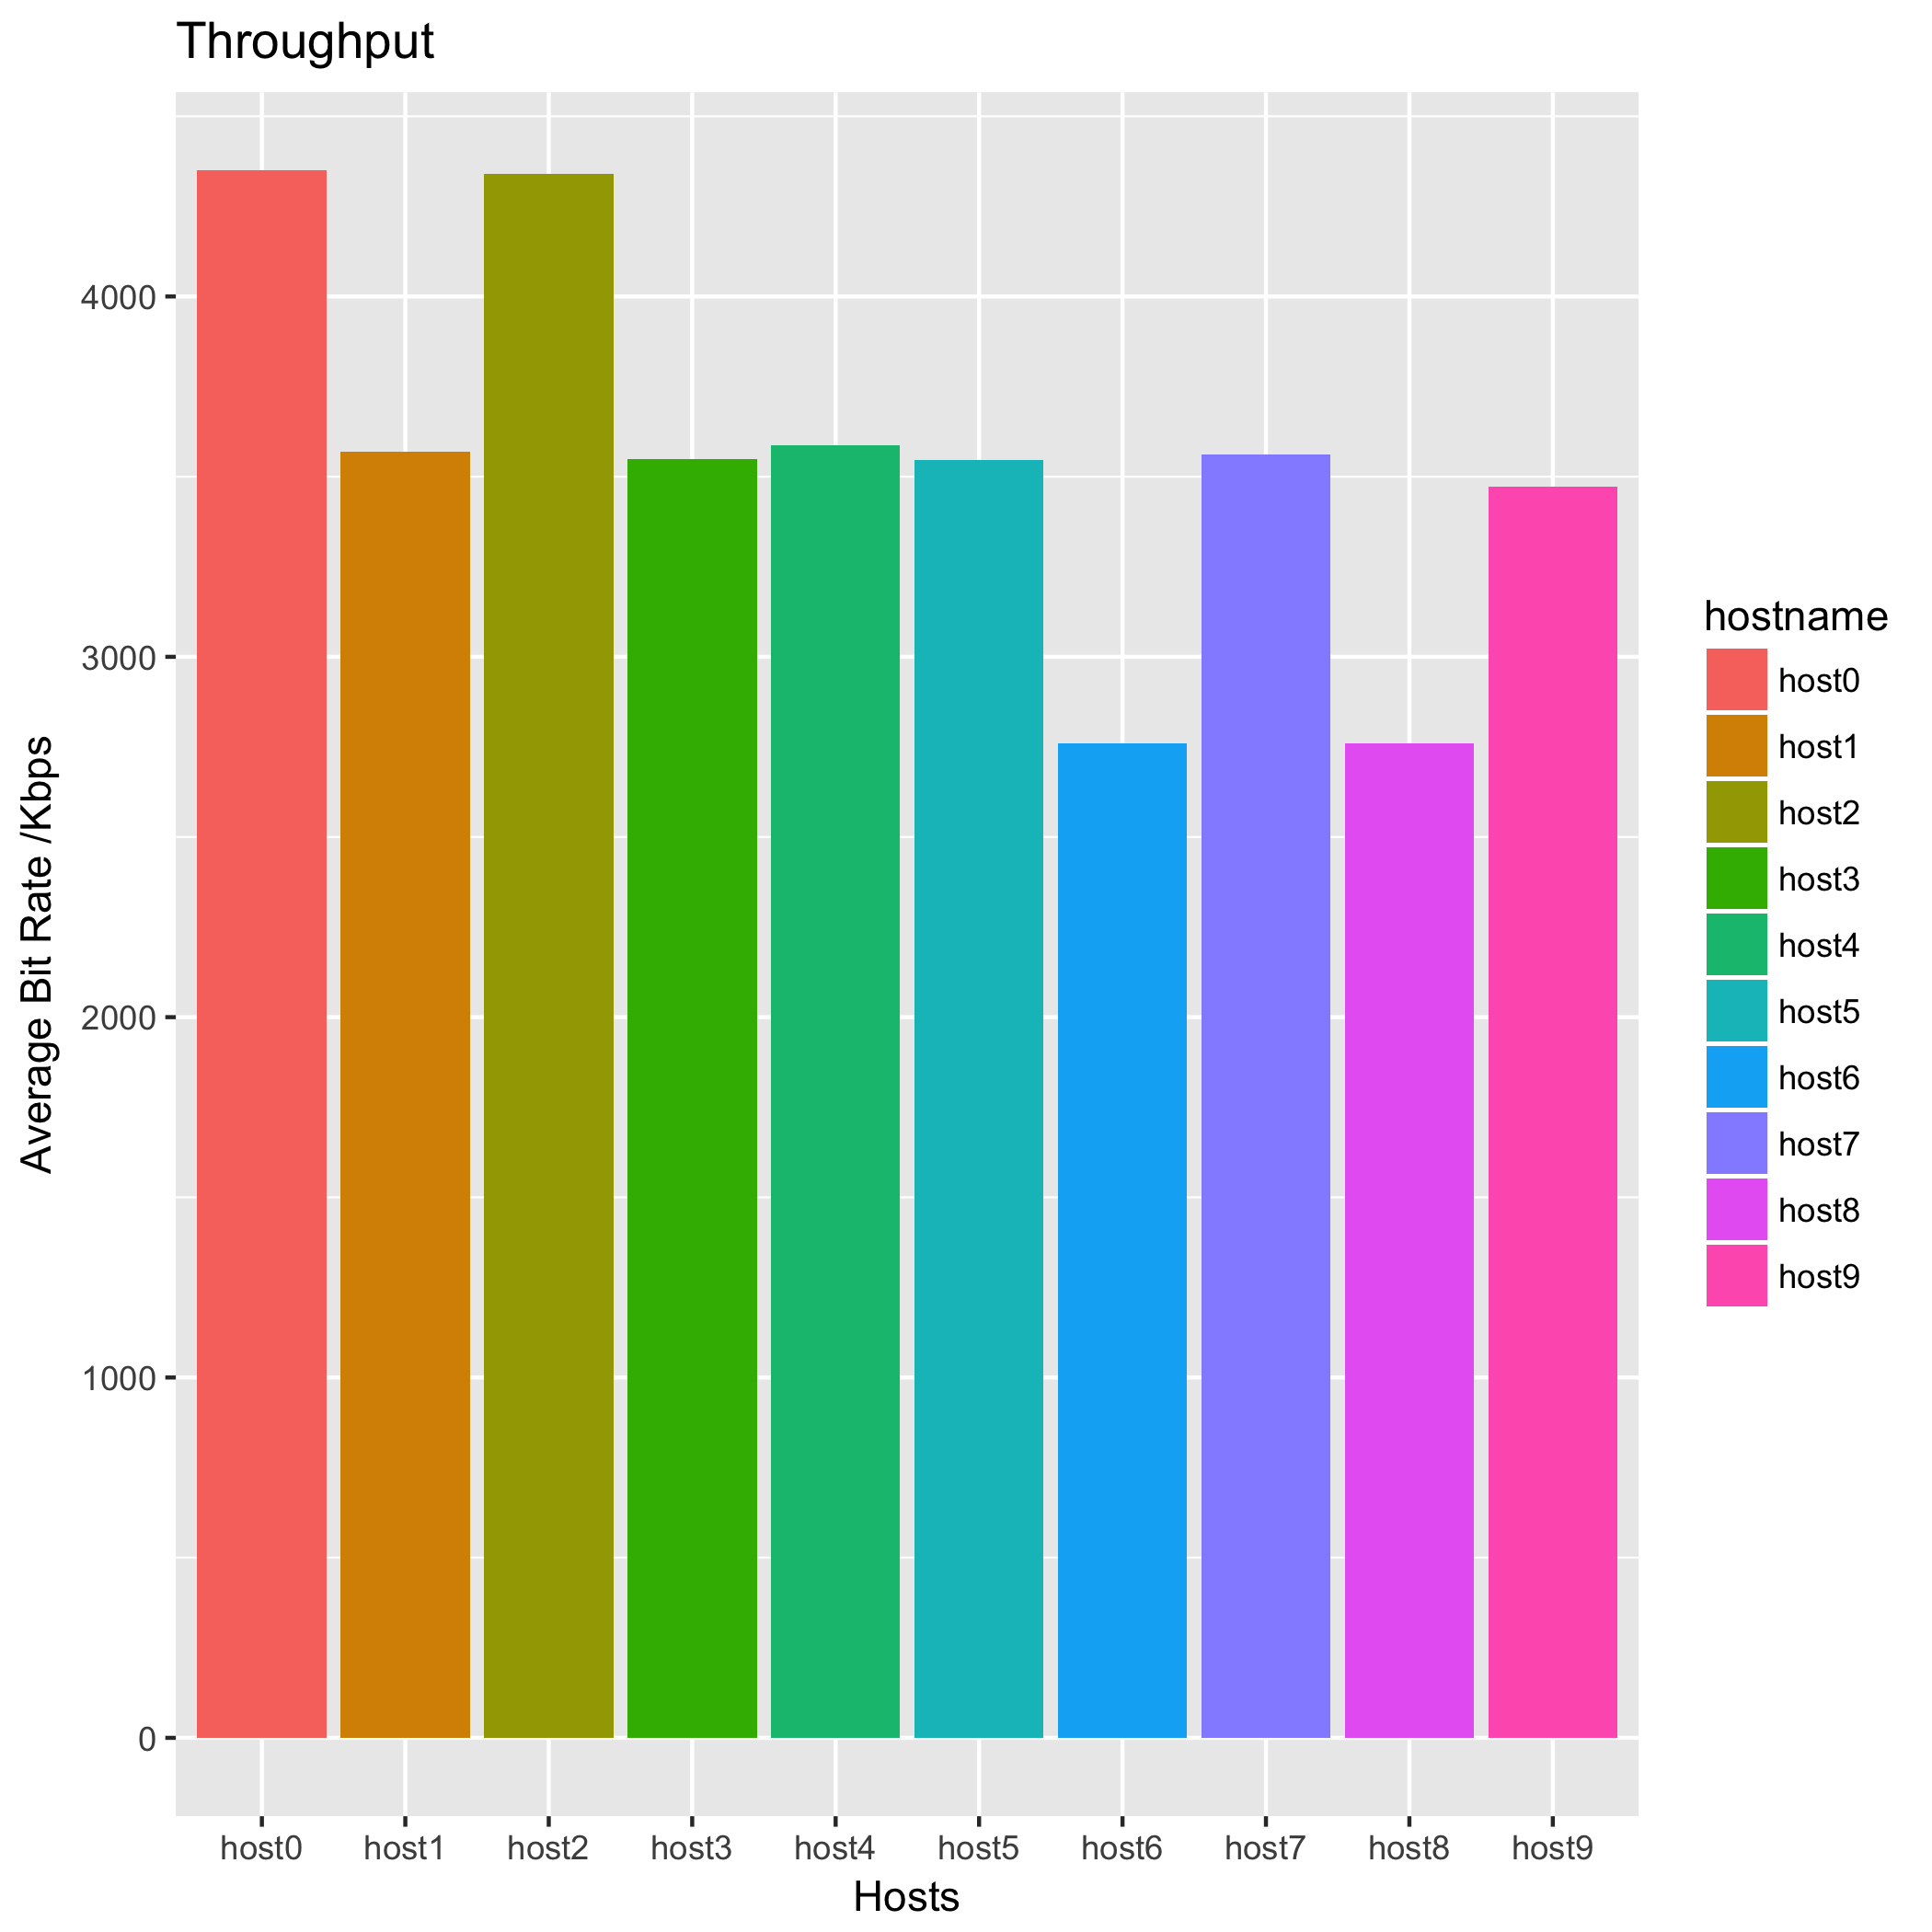 Throughput
Average Bit Rate /Kbps
4000
3000
2000
1000
0
host0 host1 host2 host3 host4 host5 host6 host7 host8 host9
Hosts
hostname
host0
host1
host2
host3
host4
host5
host6
host7
host8
host9